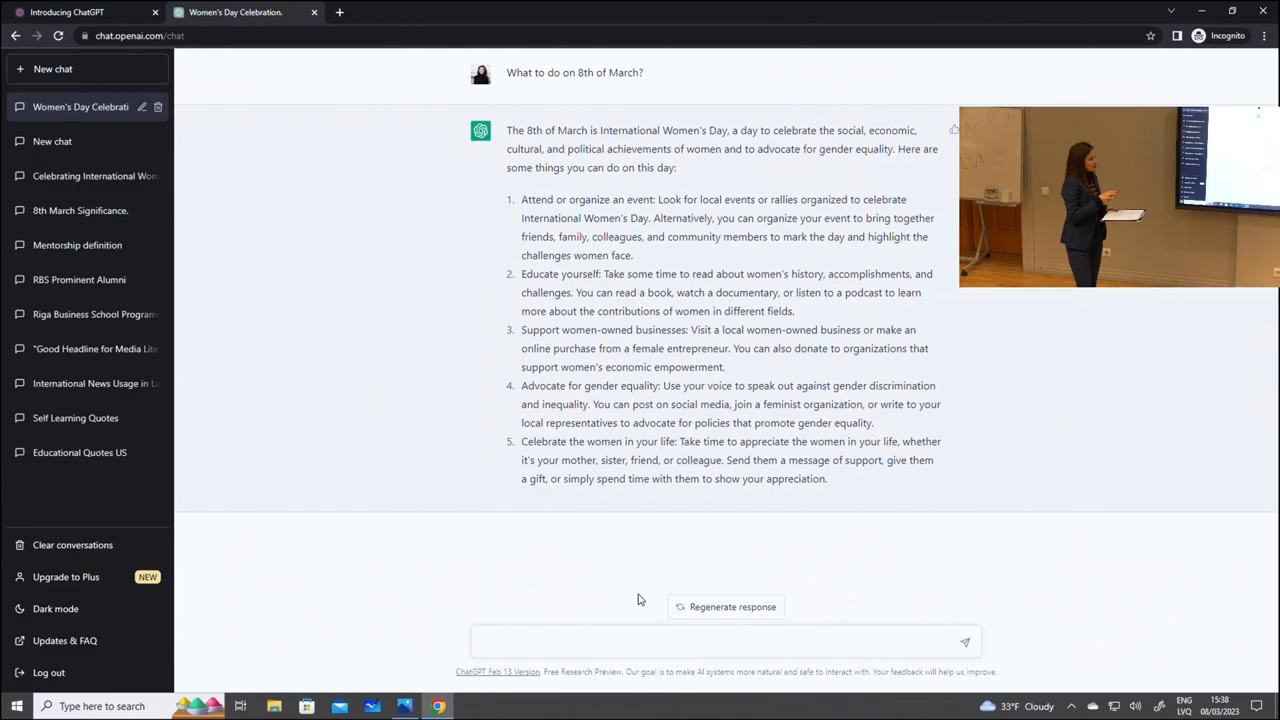 Introducing ChatGPT
Women's Day Celebration.
chat.openai.com/chat
Incognito
New chat
Women's Day Celebrati
New chat
Celebrating International Wom
8th March Significance.
Mentorship definition
RBS Prominent Alumni
Riga Business School Program
"Good Headline for Media Lite
International News Usage in La
Self Learning Quotes
Educational Quotes US
Clear conversations
Upgrade to Plus NEW
Dark mode
Updates & FAQ
Log out
What to do on 8th of March?
The 8th of March is International Women's Day, a day to celebrate the social, economic,
cultural, and political achievements of women and to advocate for gender equality. Here are
some things you can do on this day:
1. Attend or organize an event: Look for local events or rallies organized to celebrate
International Women's Day. Alternatively, you can organize your event to bring together
friends, family, colleagues, and community members to mark the day and highlight the
challenges women face.
2. Educate yourself: Take some time to read about women's history, accomplishments, and
challenges. You can read a book, watch a documentary, or listen to a podcast to learn
more about the contributions of women in different fields.
3. Support women-owned businesses: Visit a local women-owned business or make an
online purchase from a female entrepreneur. You can also donate to organizations that
support women's economic empowerment.
4. Advocate for gender equality: Use your voice to speak out against gender discrimination
and inequality. You can post on social media, join a feminist organization, or write to your
local representatives to advocate for policies that promote gender equality.
5. Celebrate the women in your life: Take time to appreciate the women in your life, whether
it's your mother, sister, friend, or colleague. Send them a message of support, give them
a gift, or simply spend time with them to show your appreciation.
Regenerate response
ChatGPT Feb 13 Version. Free Research Preview. Our goal is to make AI systems more natural and safe to interact with. Your feedback will help us improve.
Type here to search
33°F Cloudy
ENG
LVQ
15:38
08/03/2023